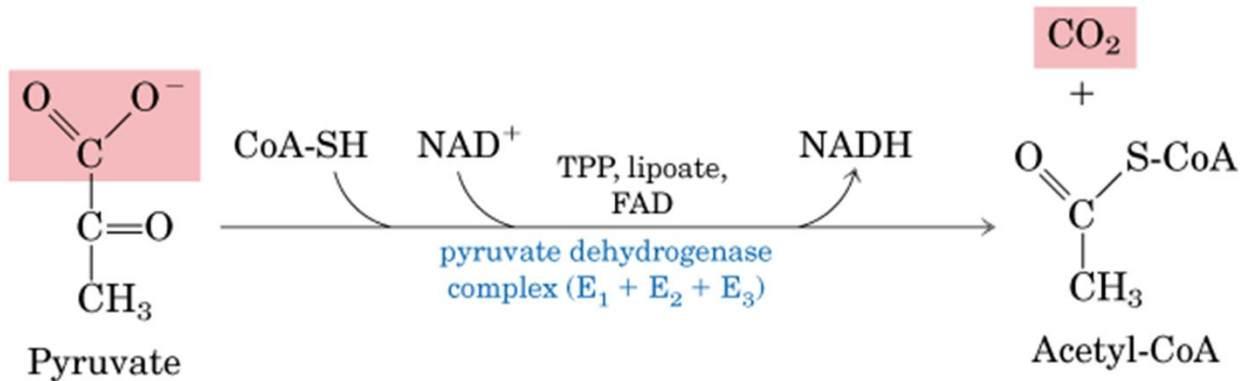 CO₂
+
O O⁻
C
C=O
CH₃
Pyruvate
CoA-SH NAD⁺ NADH
TPP, lipoate,
FAD
pyruvate dehydrogenase
complex (E₁ + E₂ + E₃)
O S-CoA
C
CH₃
Acetyl-CoA